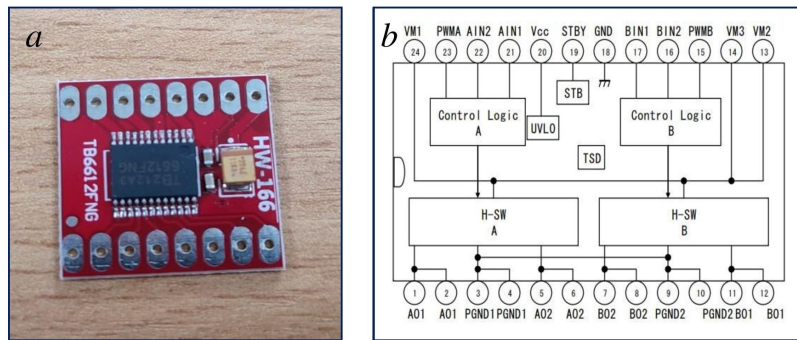 a
TB6612FNG
HW-166
6612FNG
b
VM1 PWMA AIN2 AIN1 Vcc STBY GND BIN1 BIN2 PWMB VM3 VM2
24 23 22 21 20 19 18 17 16 15 14 13
STB
Control Logic
A
Control Logic
B
UVLO
TSD
H-SW
A
H-SW
B
1 2 3 4 5 6 7 8 9 10 11 12
AO1 AO1 PGND1 PGND1 AO2 AO2 BO2 BO2 PGND2 PGND2 BO1 BO1